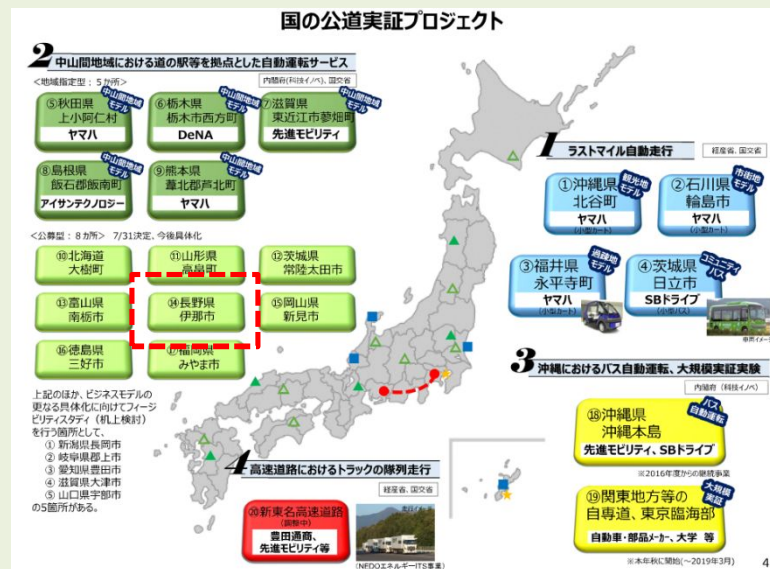 国の公道実証プロジェクト
2 中山間地域における道の駅等を拠点とした自動運転サービス
<地域指定型:5か所>
内閣府(科技イノベ)、国交省
中山間地域モデル
⑤秋田県
上小阿仁村
ヤマハ
中山間地域モデル
⑥栃木県
栃木市西方町
DeNA
中山間地域モデル
⑦滋賀県
東近江市蓼畑町
先進モビリティ
中山間地域モデル
⑧島根県
飯石郡飯南町
アイサンテクノロジー
中山間地域モデル
⑨熊本県
葦北郡芦北町
ヤマハ
<公募型:8カ所> 7/31決定、今後具体化
⑩北海道
大樹町
⑪山形県
高畠町
⑫茨城県
常陸太田市
⑬富山県
南栃市
⑭長野県
伊那市
⑮岡山県
新見市
⑯徳島県
三好市
⑰福岡県
みやま市
上記のほか、ビジネスモデルの
更なる具体化に向けてフィージ
ビリティスタディ(机上検討)
を行う箇所として、
① 新潟県長岡市
② 岐阜県郡上市
③ 愛知県豊田市
④ 滋賀県大津市
⑤ 山口県宇部市
の5箇所がある。
1 ラストマイル自動走行
経産省、国交省
観光地モデル
①沖縄県
北谷町
ヤマハ
(小型カート)
市街地モデル
②石川県
輪島市
ヤマハ
(小型カート)
過疎地モデル
③福井県
永平寺町
ヤマハ
(小型カート)
コミュニティバス
④茨城県
日立市
SBドライブ
(小型バス)
車両イメージ
3 沖縄におけるバス自動運転、大規模実証実験
内閣府(科技イノベ)
バス自動運転
⑱沖縄県
沖縄本島
先進モビリティ、SBドライブ
※2016年度からの継続事業
大規模実証
⑲関東地方等の
自専道、東京臨海部
自動車・部品メーカー、大学 等
※本年秋に開始(~2019年3月)
4 高速道路におけるトラックの隊列走行
経産省、国交省
⑳新東名高速道路
(調整中)
豊田通商、
先進モビリティ等
走行イメージ
(NEDOエネルギーITS事業)
4